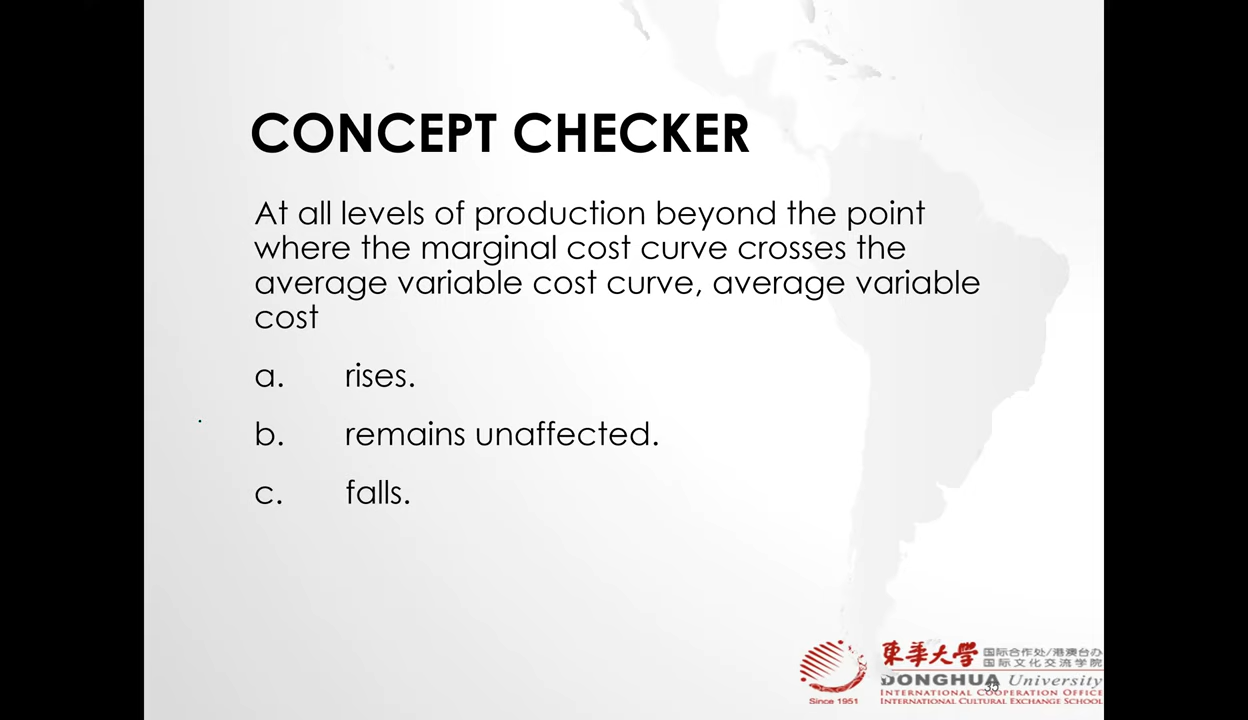 CONCEPT CHECKER
At all levels of production beyond the point
where the marginal cost curve crosses the
average variable cost curve, average variable
cost
a. rises.
b. remains unaffected.
c. falls.
東華大學
国际合作处/港澳台办
国际文化交流学院
DONGHUA University
35
INTERNATIONAL COOPERATION OFFICE
INTERNATIONAL CULTURAL EXCHANGE SCHOOL
Since 1951